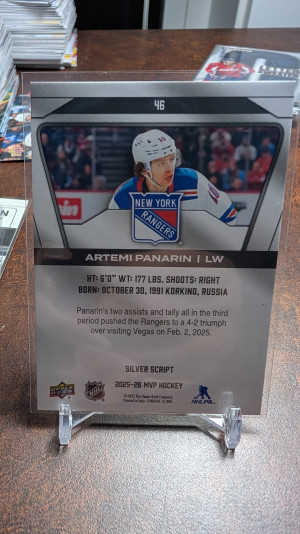 46
NEW YORK
RANGERS
ARTEMI PANARIN | LW
HT: 6'0" WT: 177 LBS. SHOOTS: RIGHT
BORN: OCTOBER 30, 1991 KORKINO, RUSSIA
Panarin's two assists and tally all in the third
period pushed the Rangers to a 4-2 triumph
over visiting Vegas on Feb. 2, 2025.
SILVER SCRIPT
2025-26 MVP HOCKEY
NHLPA